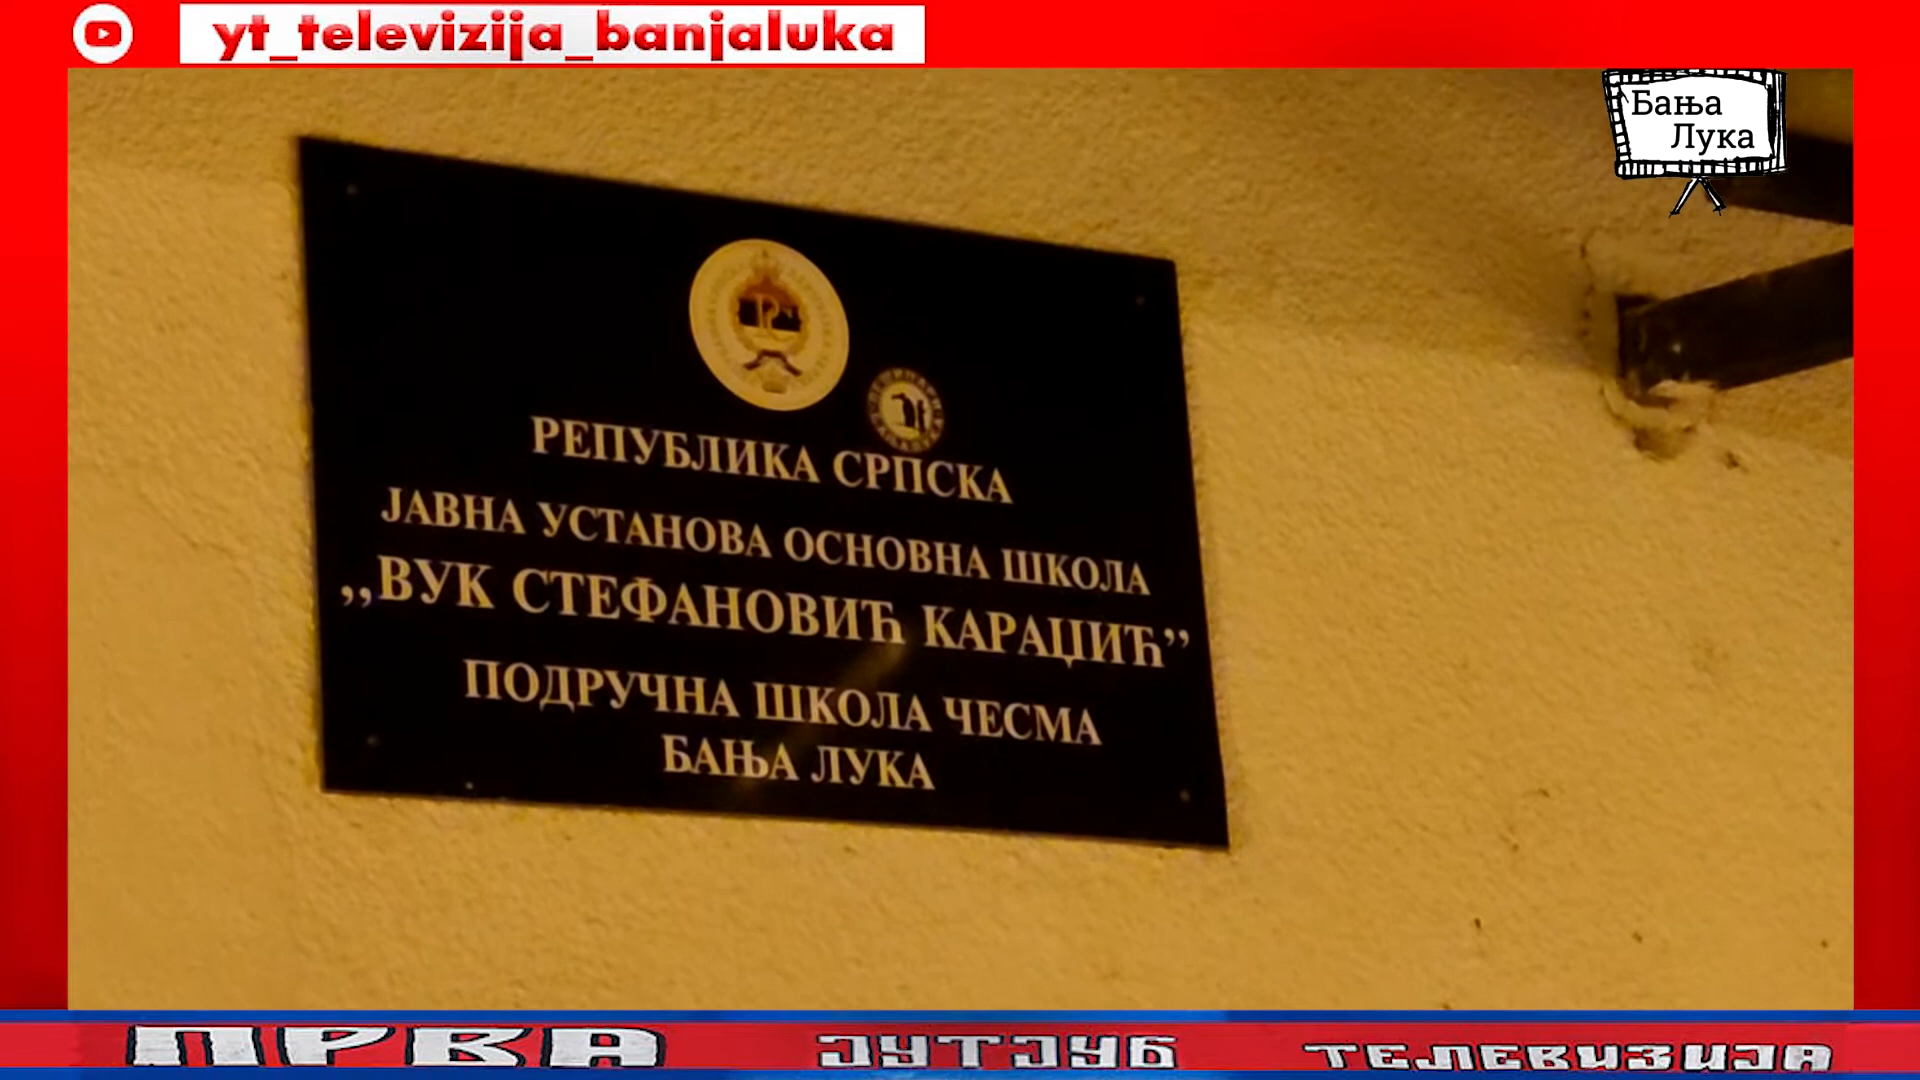 yt_televizija_banjaluka
Бања
Лука
РЕПУБЛИКА СРПСКА
ЈАВНА УСТАНОВА ОСНОВНА ШКОЛА
,,ВУК СТЕФАНОВИЋ КАРАЏИЋ”
ПОДРУЧНА ШКОЛА ЧЕСМА
БАЊА ЛУКА
ПРВА ЈУТЈУБ ТЕЛЕВИЗИЈА